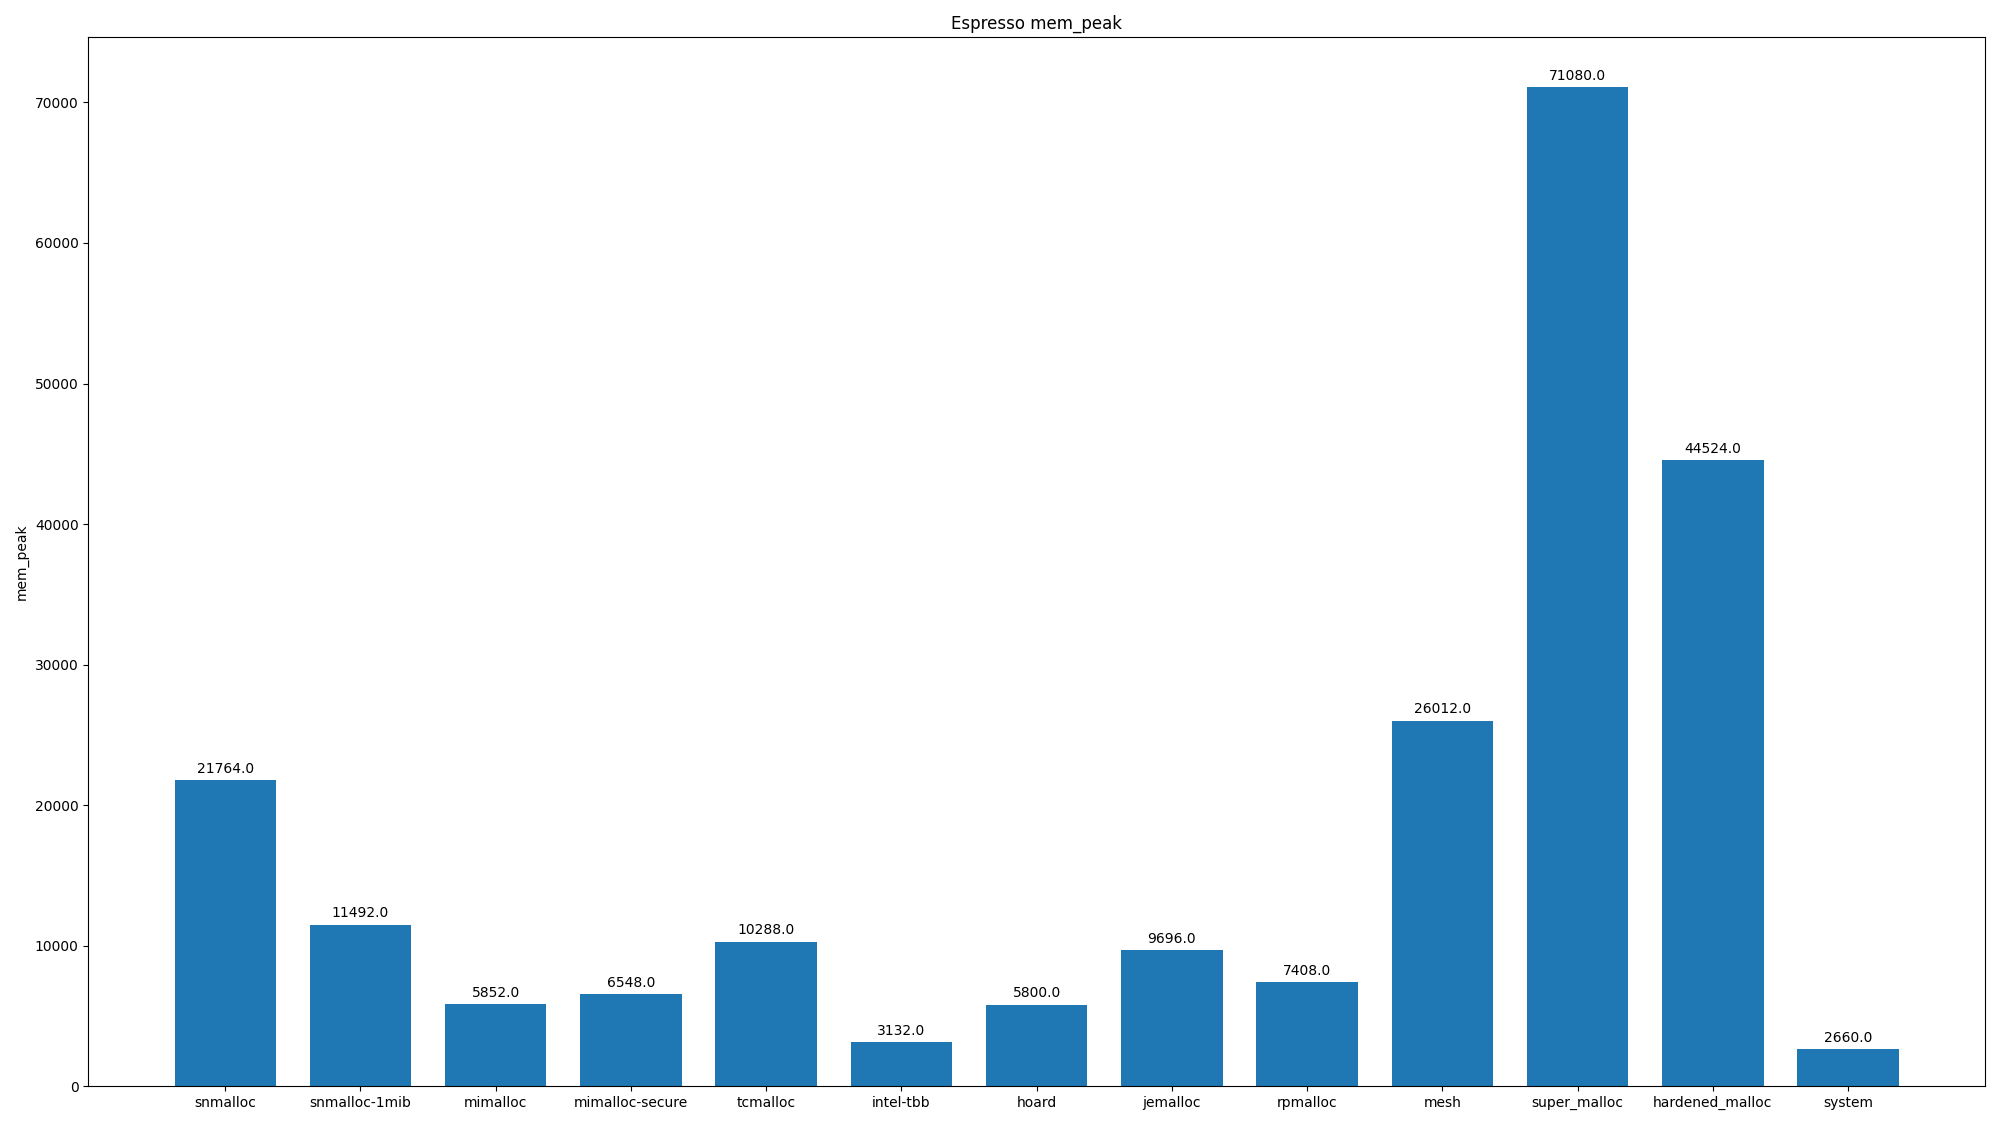 Espresso mem_peak
mem_peak
70000
60000
50000
40000
30000
20000
10000
0
21764.0
11492.0
5852.0
6548.0
10288.0
3132.0
5800.0
9696.0
7408.0
26012.0
71080.0
44524.0
2660.0
snmalloc
snmalloc-1mib
mimalloc
mimalloc-secure
tcmalloc
intel-tbb
hoard
jemalloc
rpmalloc
mesh
super_malloc
hardened_malloc
system